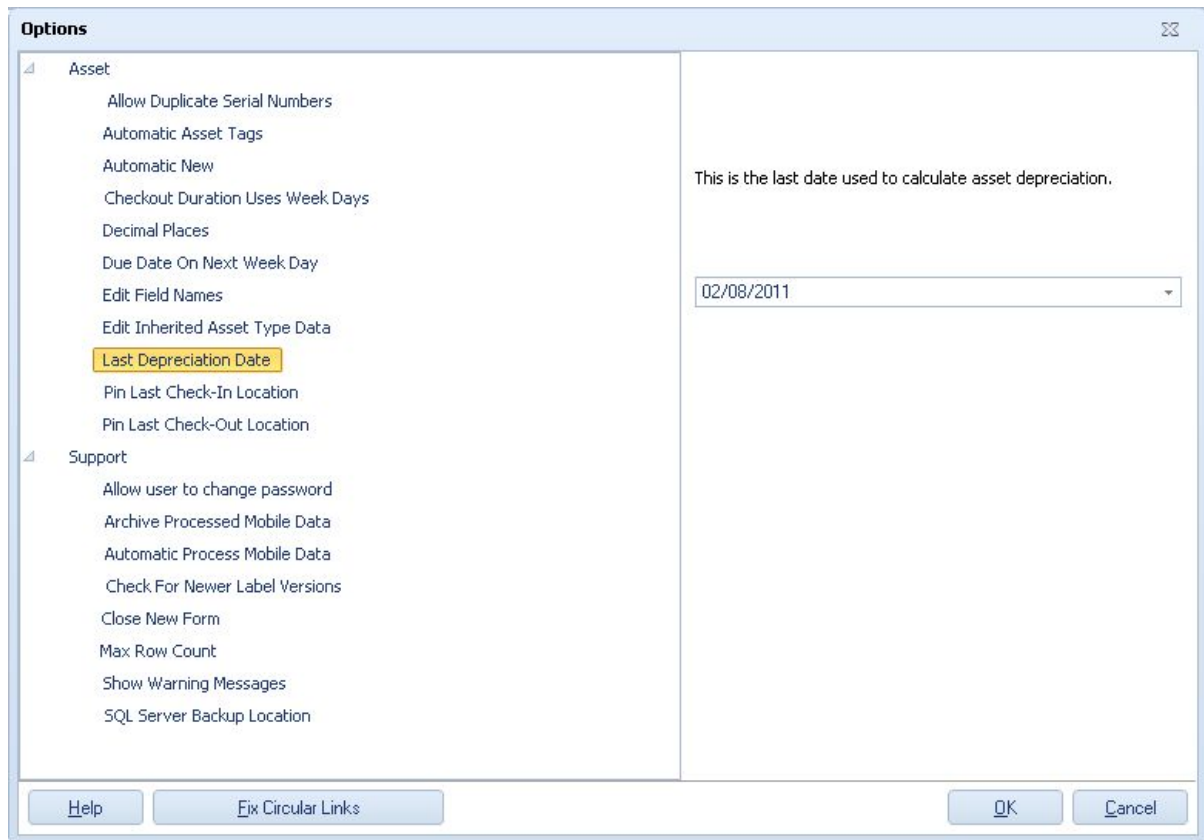 Options
Asset
Allow Duplicate Serial Numbers
Automatic Asset Tags
Automatic New
Checkout Duration Uses Week Days
Decimal Places
Due Date On Next Week Day
Edit Field Names
Edit Inherited Asset Type Data
Last Depreciation Date
Pin Last Check-In Location
Pin Last Check-Out Location
Support
Allow user to change password
Archive Processed Mobile Data
Automatic Process Mobile Data
Check For Newer Label Versions
Close New Form
Max Row Count
Show Warning Messages
SQL Server Backup Location
This is the last date used to calculate asset depreciation.
02/08/2011
Help
Fix Circular Links
OK
Cancel